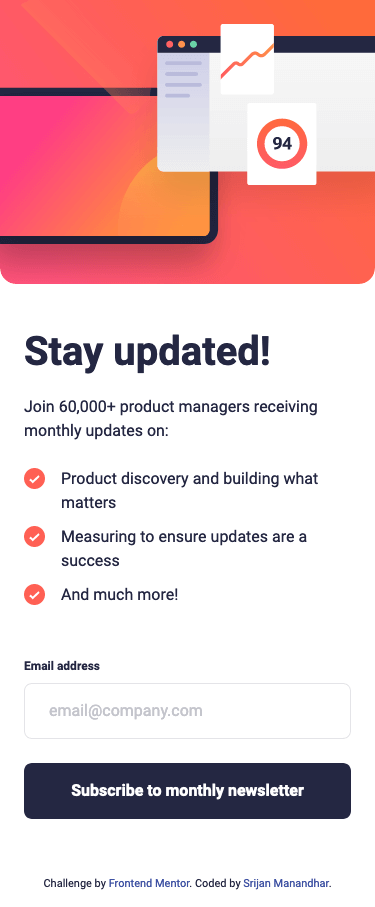 94
Stay updated!
Join 60,000+ product managers receiving
monthly updates on:
Product discovery and building what
matters
Measuring to ensure updates are a
success
And much more!
Email address
email@company.com
Subscribe to monthly newsletter
Challenge by Frontend Mentor. Coded by Srijan Manandhar.